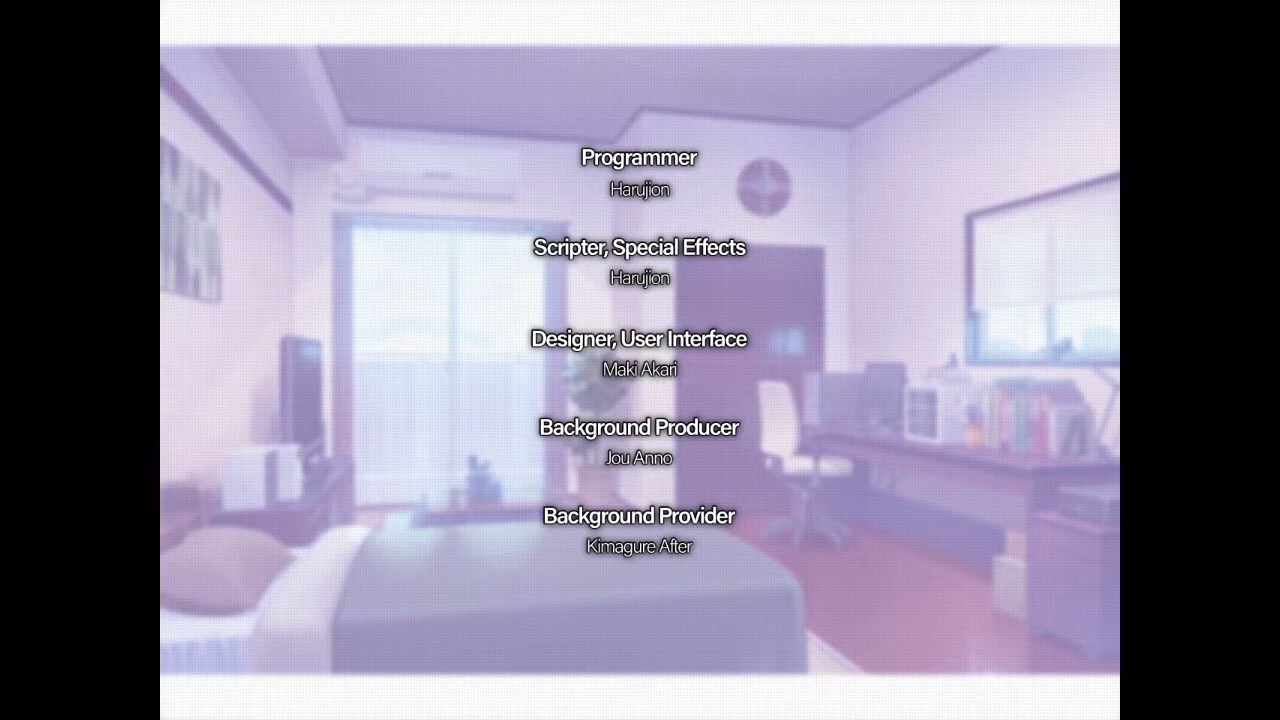 Programmer
Harujion
Scripter, Special Effects
Harujion
Designer, User Interface
Maki Akari
Background Producer
Jou Anno
Background Provider
Kimagure After